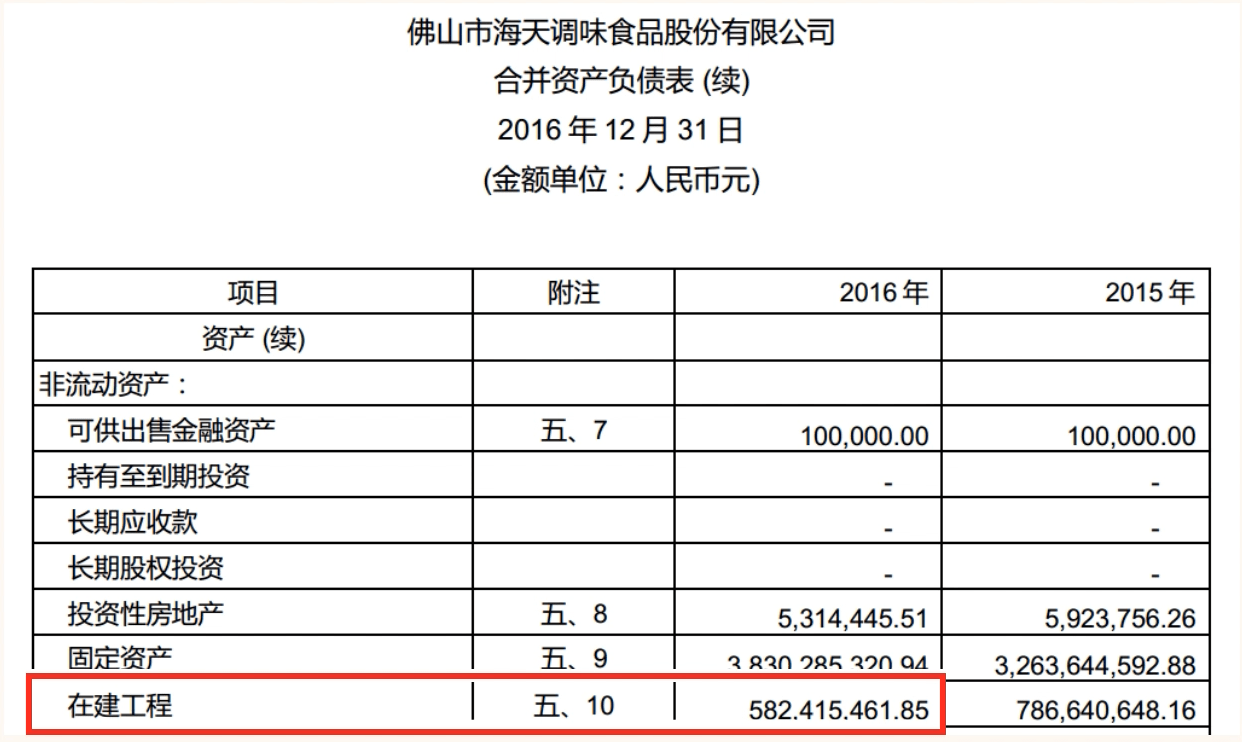 佛山市海天调味食品股份有限公司
合并资产负债表 (续)
2016 年 12 月 31 日
(金额单位：人民币元)
项目 附注 2016 年 2015 年
资产 (续)
非流动资产：
可供出售金融资产 五、7 100,000.00 100,000.00
持有至到期投资 - -
长期应收款 - -
长期股权投资 - -
投资性房地产 五、8 5,314,445.51 5,923,756.26
固定资产 五、9 3,830,285,320.94 3,263,644,592.88
在建工程 五、10 582.415.461.85 786,640,648.16